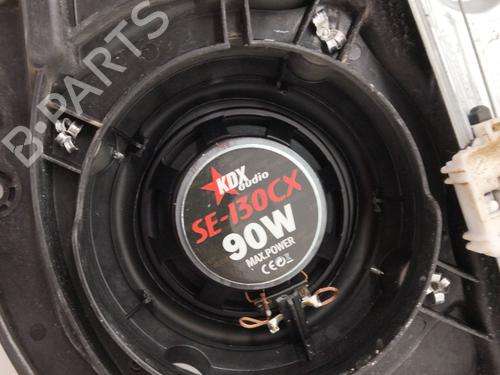 B-PARTS
KDX
audio
SE-130CX
90W
MAX.POWER
CE